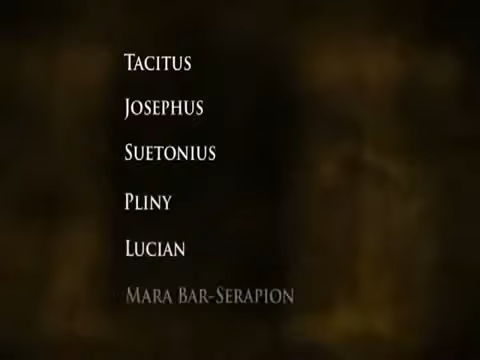 Tacitus
Josephus
Suetonius
Pliny
Lucian
Mara Bar-Serapion